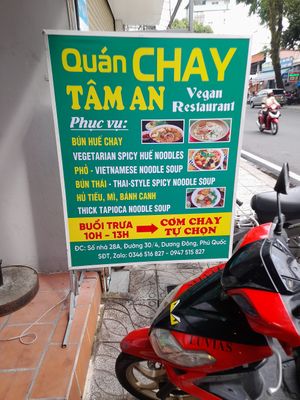 Quán CHAY
TÂM AN
Vegan
Restaurant
Phục vụ:
BÚN HUẾ CHAY
VEGETARIAN SPICY HUẾ NOODLES
PHỞ - VIETNAMESE NOODLE SOUP
BÚN THÁI - THAI-STYLE SPICY NOODLE SOUP
HỦ TIẾU, MÌ, BÁNH CANH
THICK TAPIOCA NOODLE SOUP
BUỔI TRƯA
10H - 13H
CƠM CHAY
TỰ CHỌN
ĐC: Số nhà 28A, Đường 30/4, Dương Đông, Phú Quốc
SĐT, Zalo: 0346 516 827 - 0947 515 827